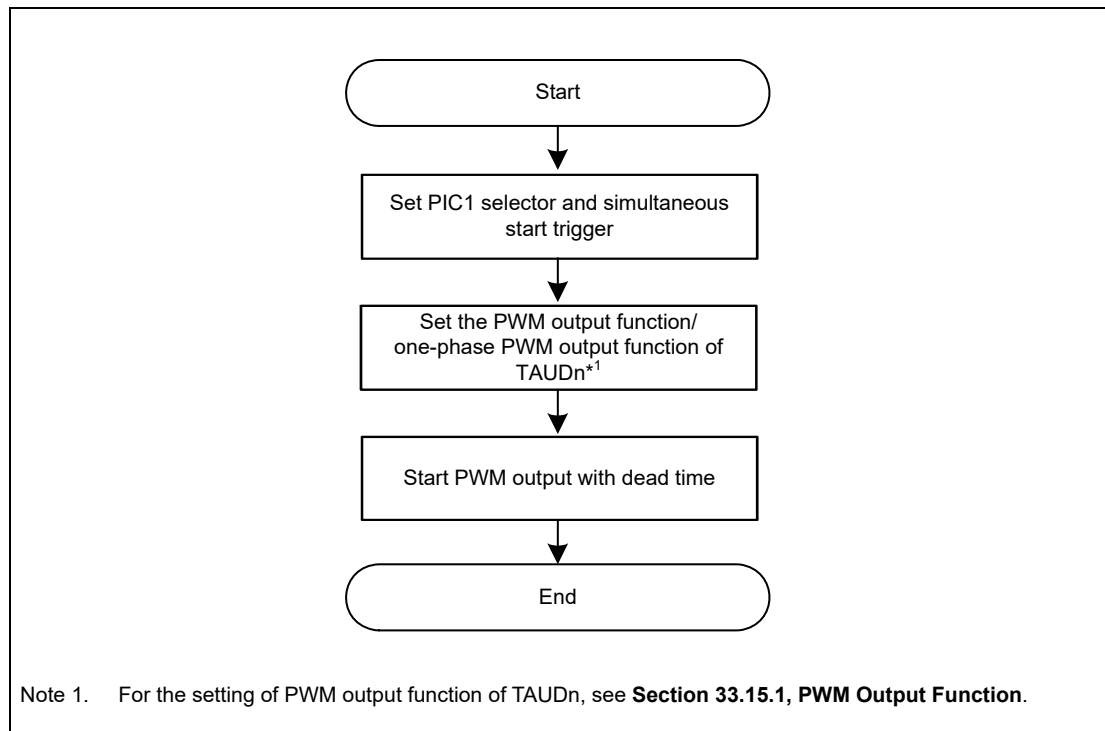 Start
Set PIC1 selector and simultaneous
start trigger
Set the PWM output function/
one-phase PWM output function of
TAUDn*1
Start PWM output with dead time
End
Note 1. For the setting of PWM output function of TAUDn, see Section 33.15.1, PWM Output Function.